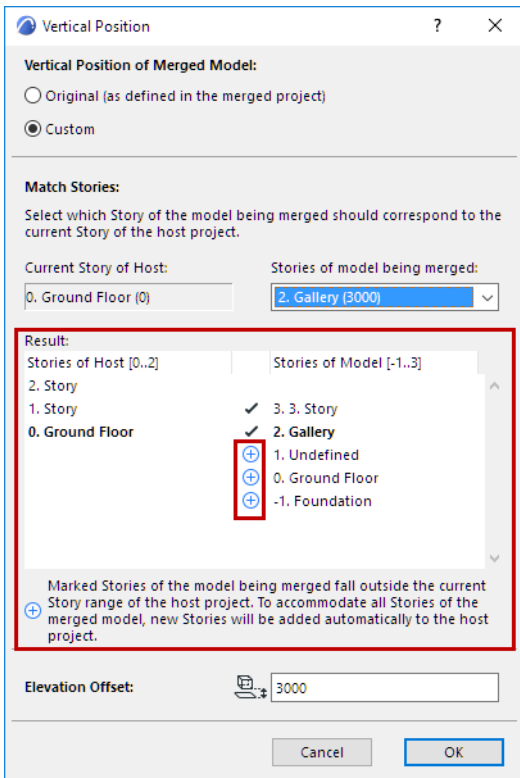 Vertical Position ?
Vertical Position of Merged Model:
Original (as defined in the merged project)
Custom
Match Stories:
Select which Story of the model being merged should correspond to the
current Story of the host project.
Current Story of Host: Stories of model being merged:
0. Ground Floor (0) 2. Gallery (3000)
Result:
Stories of Host [0..2] Stories of Model [-1..3]
2. Story
1. Story ✓ 3. 3. Story
0. Ground Floor ✓ 2. Gallery
1. Undefined
0. Ground Floor
-1. Foundation
Marked Stories of the model being merged fall outside the current
Story range of the host project. To accommodate all Stories of the
merged model, new Stories will be added automatically to the host
project.
Elevation Offset: 3000
Cancel OK